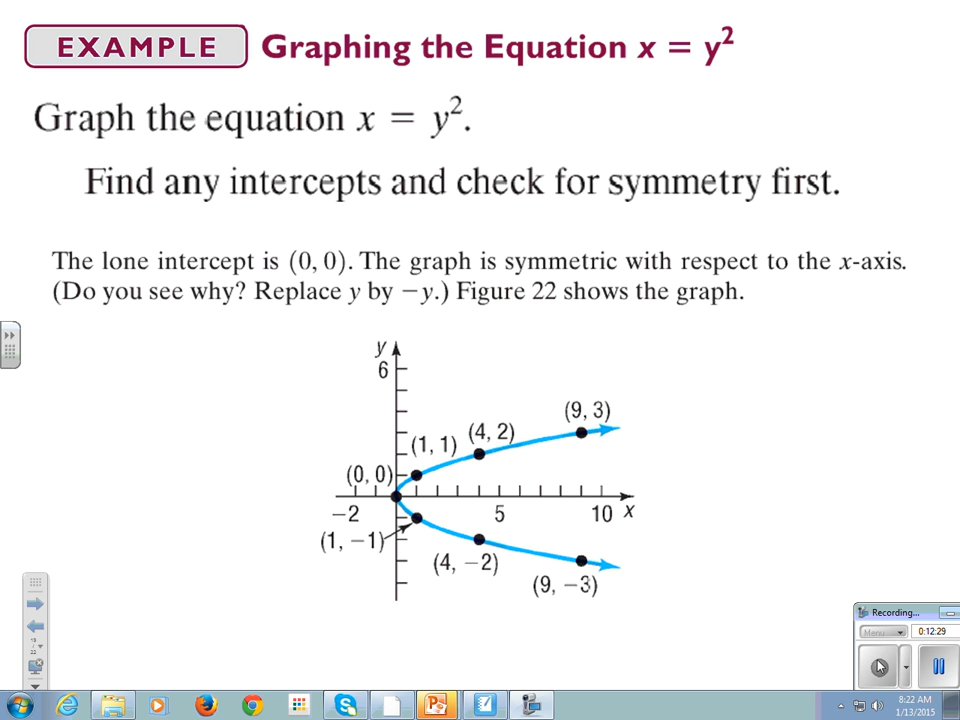 EXAMPLE Graphing the Equation x = y²
Graph the equation x = y².
Find any intercepts and check for symmetry first.
The lone intercept is (0, 0). The graph is symmetric with respect to the x-axis.
(Do you see why? Replace y by −y.) Figure 22 shows the graph.
y
6
(9, 3)
(4, 2)
(1, 1)
(0, 0)
−2
5
10 x
(1, −1)
(4, −2)
(9, −3)
Recording...
Menu
0:12:29
8:22 AM
1/13/2015